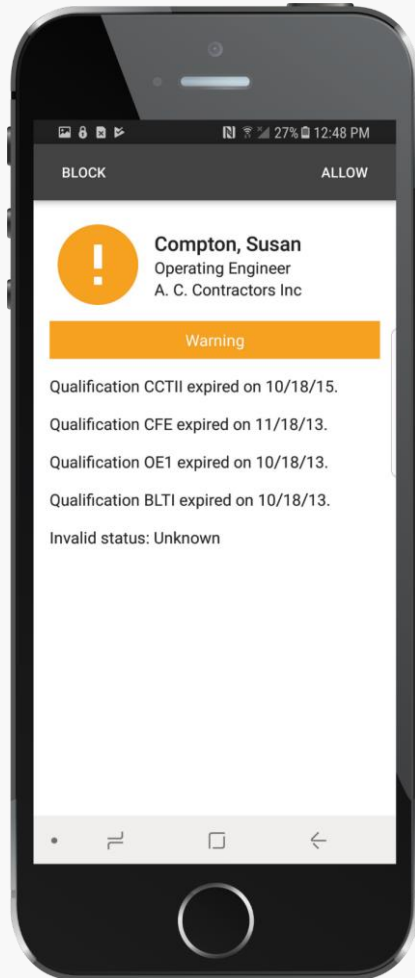 27% 12:48 PM
BLOCK ALLOW
!
Compton, Susan
Operating Engineer
A. C. Contractors Inc
Warning
Qualification CCTII expired on 10/18/15.
Qualification CFE expired on 11/18/13.
Qualification OE1 expired on 10/18/13.
Qualification BLTI expired on 10/18/13.
Invalid status: Unknown